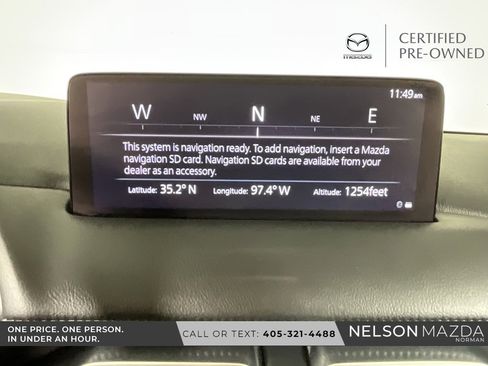 mazda
CERTIFIED
PRE-OWNED
11:49am
W NW N NE E
This system is navigation ready. To add navigation, insert a Mazda
navigation SD card. Navigation SD cards are available from your
dealer as an accessory.
Latitude: 35.2° N Longitude: 97.4° W Altitude: 1254feet
ONE PRICE. ONE PERSON.
IN UNDER AN HOUR.
CALL OR TEXT: 405-321-4488
NELSON MAZDA
NORMAN